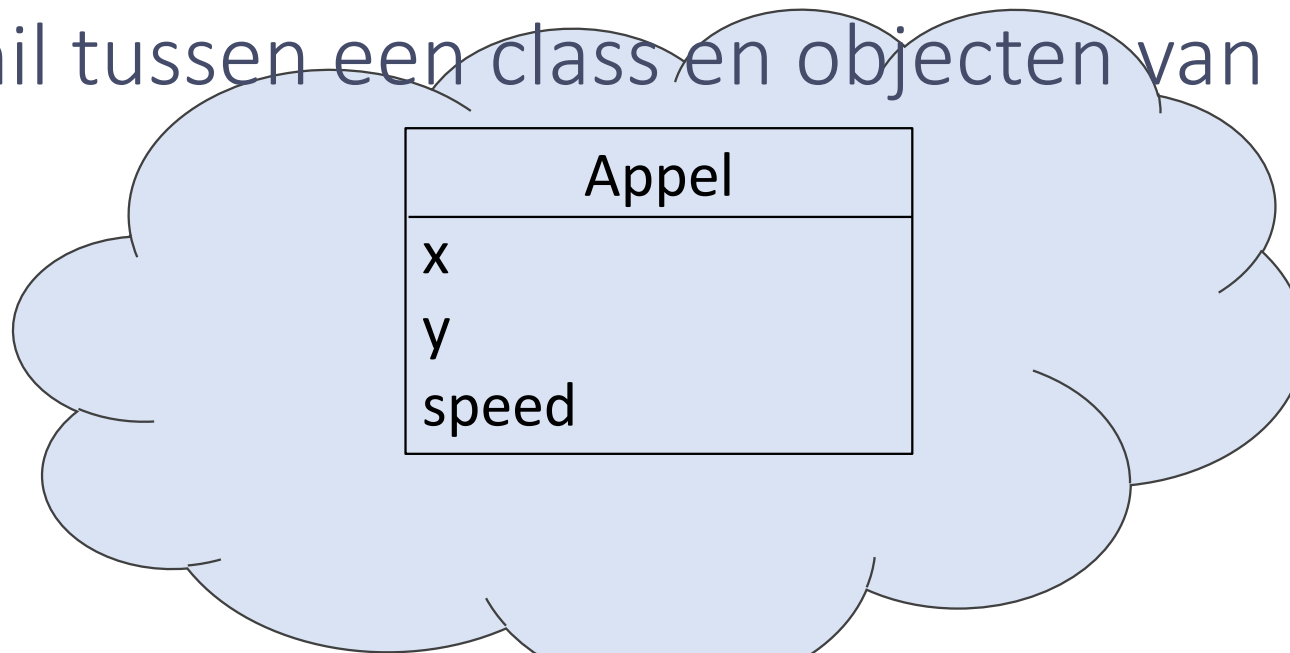 tussen een class en objecten van
Appel
x
y
speed